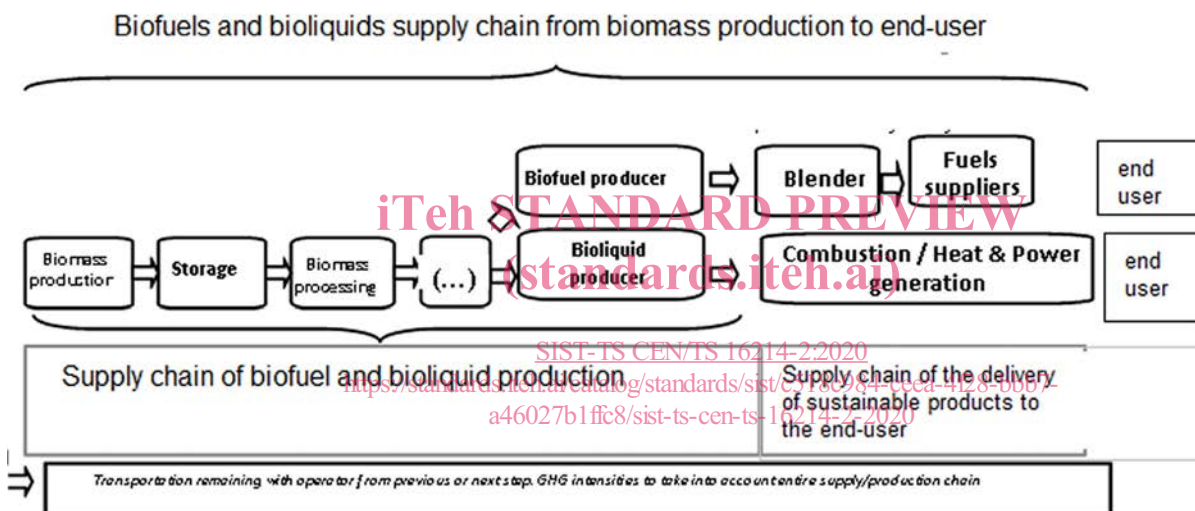 Biofuels and bioliquids supply chain from biomass production to end-user
Biofuel producer
Blender
Fuels
suppliers
end
user
iTeh STANDARD PREVIEW
(standards.iteh.ai)
Biomass
production
Storage
Biomass
processing
(...)
Bioliquid
producer
Combustion / Heat & Power
generation
end
user
SIST-TS CEN/TS 16214-2:2020
Supply chain of biofuel and bioliquid production
Supply chain of the delivery
of sustainable products to
the end-user
a46027b1ffc8/sist-ts-cen-ts-16214-2-2020
Transportation remaining with operator from previous or next step. GHG intensities to take into account entire supply/production chain